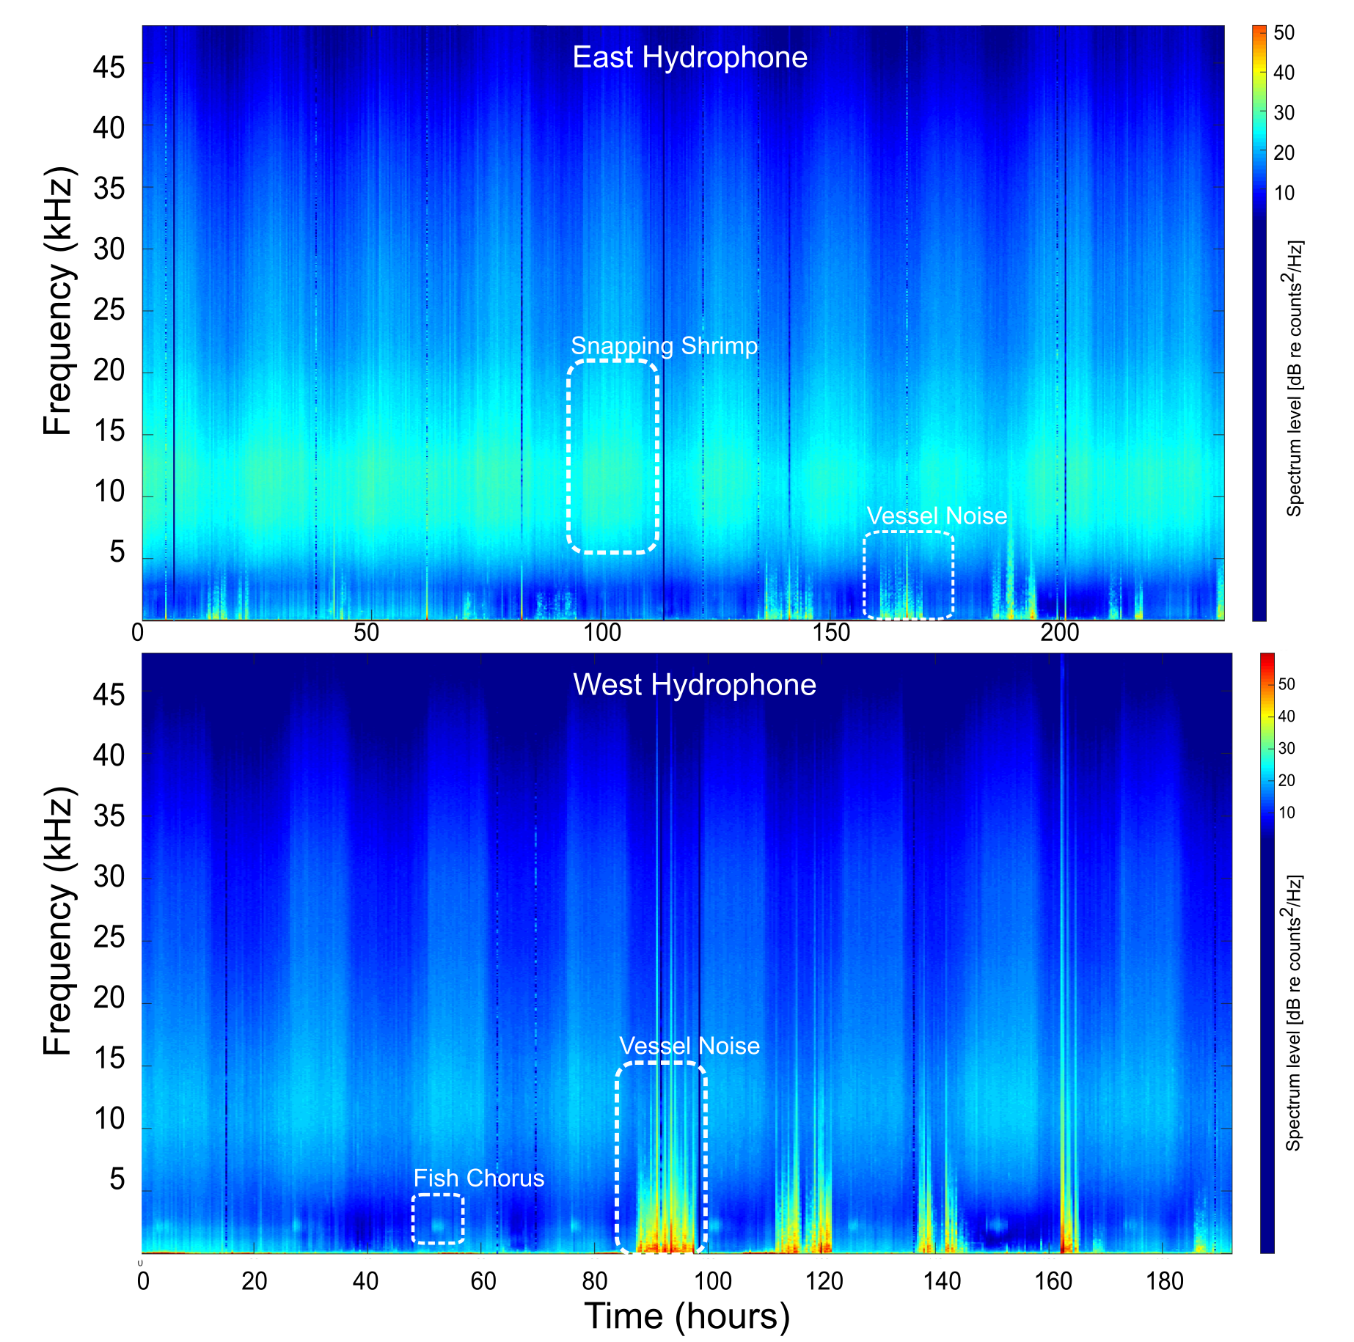 East Hydrophone
Frequency (kHz)
45
40
35
30
25
20
15
10
5
Snapping Shrimp
Vessel Noise
0 50 100 150 200
50
40
30
20
10
Spectrum level [dB re counts²/Hz]
West Hydrophone
Frequency (kHz)
45
40
35
30
25
20
15
10
5
Vessel Noise
Fish Chorus
0
0 20 40 60 80 100 120 140 160 180
Time (hours)
50
40
30
20
10
Spectrum level [dB re counts²/Hz]